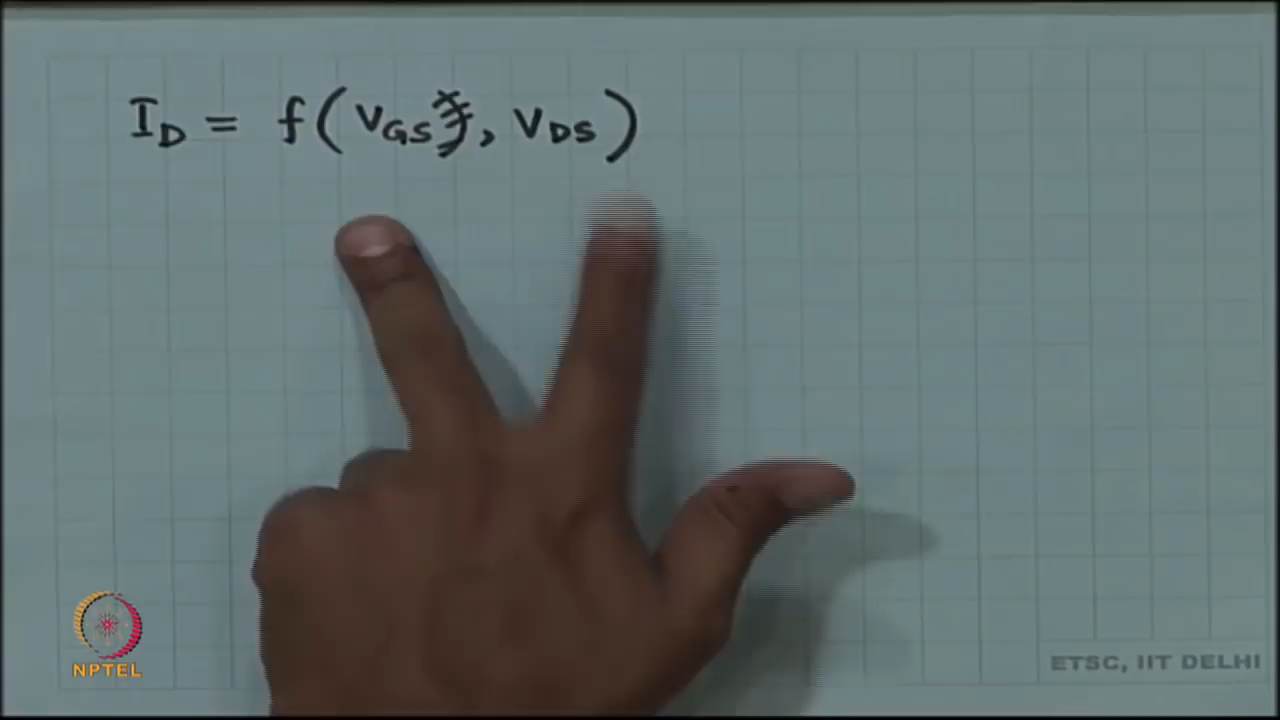 I_D = f(V_GS, V_DS)
NPTEL
ETSC, IIT DELHI